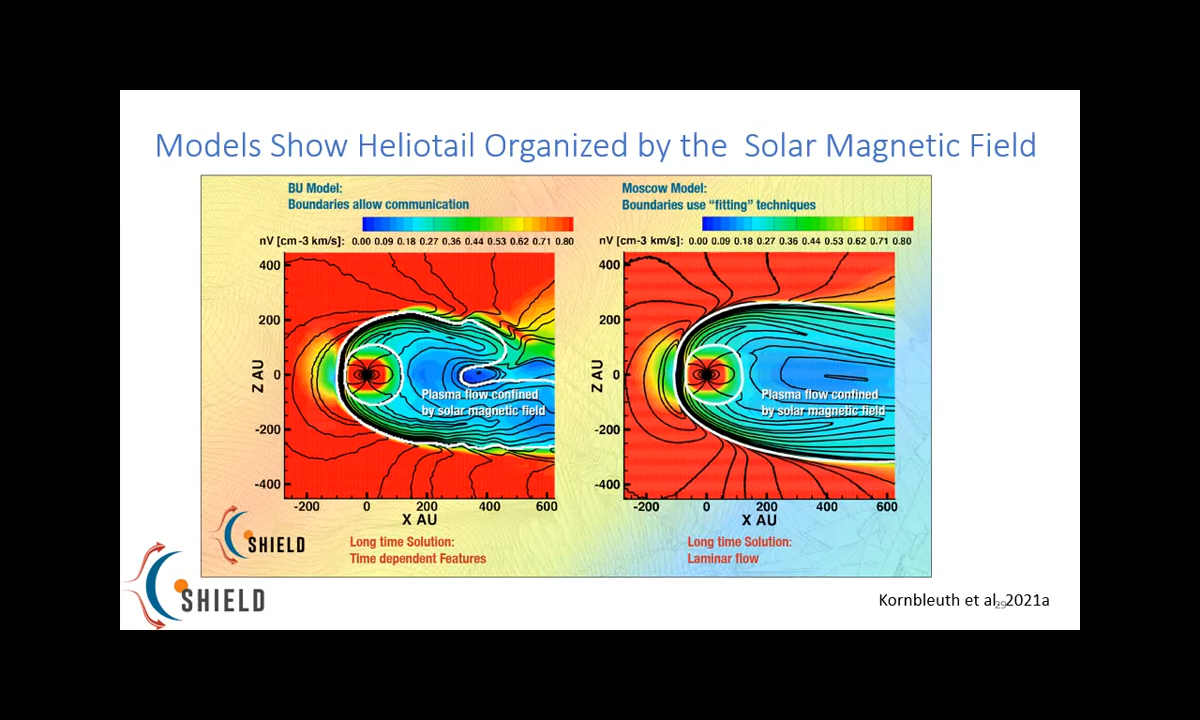 Models Show Heliotail Organized by the Solar Magnetic Field
BU Model:
Boundaries allow communication
nV [cm-3 km/s]: 0.00 0.09 0.18 0.27 0.36 0.44 0.53 0.62 0.71 0.80
400
200
0
-200
-400
Z AU
Plasma flow confined
by solar magnetic field
-200 0 200 400 600
X AU
Long time Solution:
Time dependent Features
SHIELD
Moscow Model:
Boundaries use “fitting” techniques
nV [cm-3 km/s]: 0.00 0.09 0.18 0.27 0.36 0.44 0.53 0.62 0.71 0.80
400
200
0
-200
-400
Z AU
Plasma flow confined
by solar magnetic field
-200 0 200 400 600
X AU
Long time Solution:
Laminar flow
SHIELD
Kornbleuth et al, 2021a
29